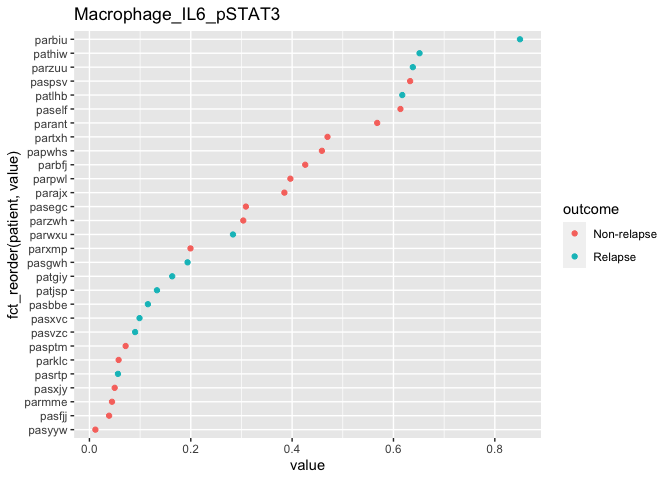 Macrophage_IL6_pSTAT3
fct_reorder(patient, value)
parbiu
pathiw
parzuu
paspsv
patlhb
paself
parant
partxh
papwhs
parbfj
parpwl
parajx
pasegc
parzwh
parwxu
parxmp
pasgwh
patgiy
patjsp
pasbbe
pasxvc
pasvzc
pasptm
parklc
pasrtp
pasxjy
parmme
pasfjj
pasyyw
0.0 0.2 0.4 0.6 0.8
value
outcome
Non-relapse
Relapse